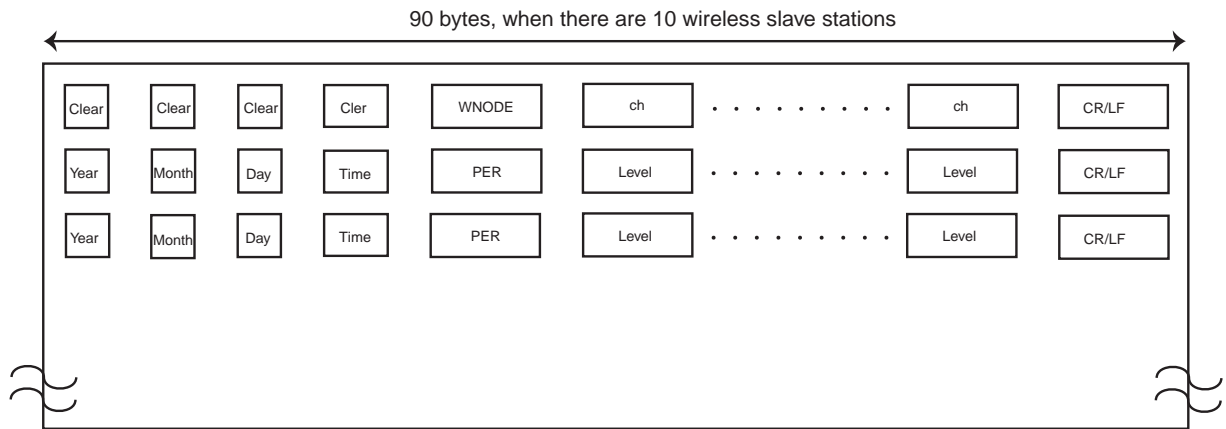 90 bytes, when there are 10 wireless slave stations
Clear Clear Clear Cler WNODE ch . . . . . . . . . ch CR/LF
Year Month Day Time PER Level . . . . . . . . . Level CR/LF
Year Month Day Time PER Level . . . . . . . . . Level CR/LF